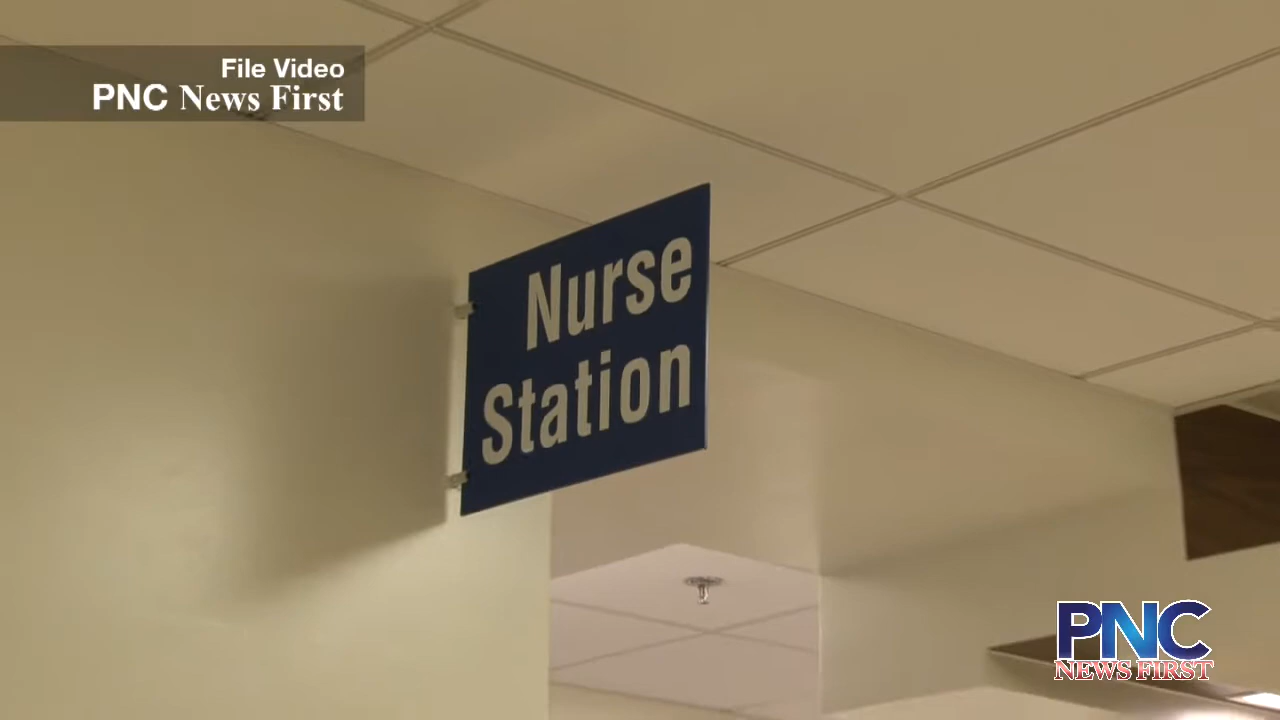 File Video
PNC News First
Nurse
Station
PNC
NEWS FIRST